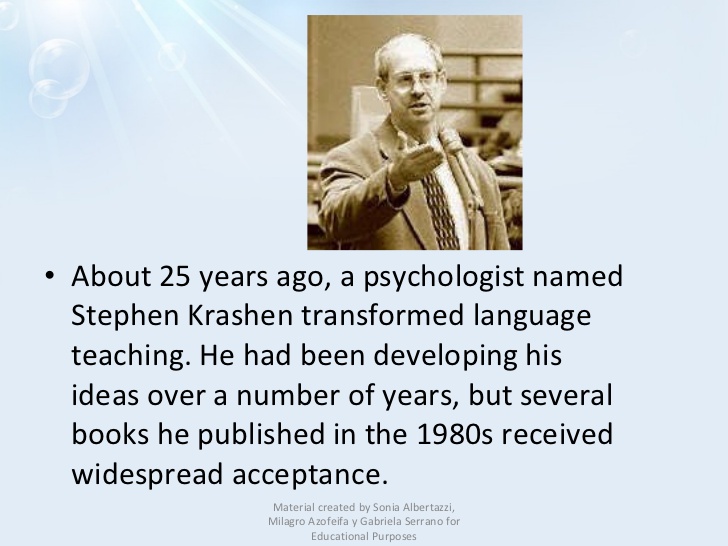 • About 25 years ago, a psychologist named
Stephen Krashen transformed language
teaching. He had been developing his
ideas over a number of years, but several
books he published in the 1980s received
widespread acceptance.
Material created by Sonia Albertazzi,
Milagro Azofeifa y Gabriela Serrano for
Educational Purposes